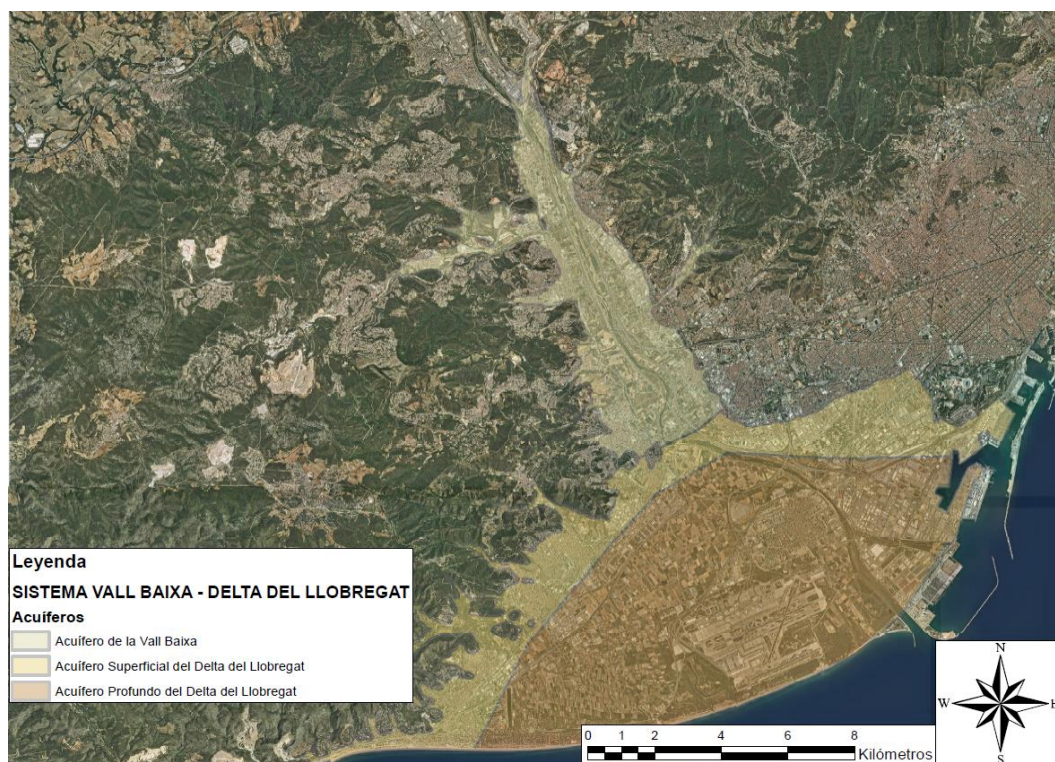 Leyenda
SISTEMA VALL BAIXA - DELTA DEL LLOBREGAT
Acuíferos
Acuífero de la Vall Baixa
Acuífero Superficial del Delta del Llobregat
Acuífero Profundo del Delta del Llobregat
N
W E
S
0 1 2 4 6 8
Kilómetros